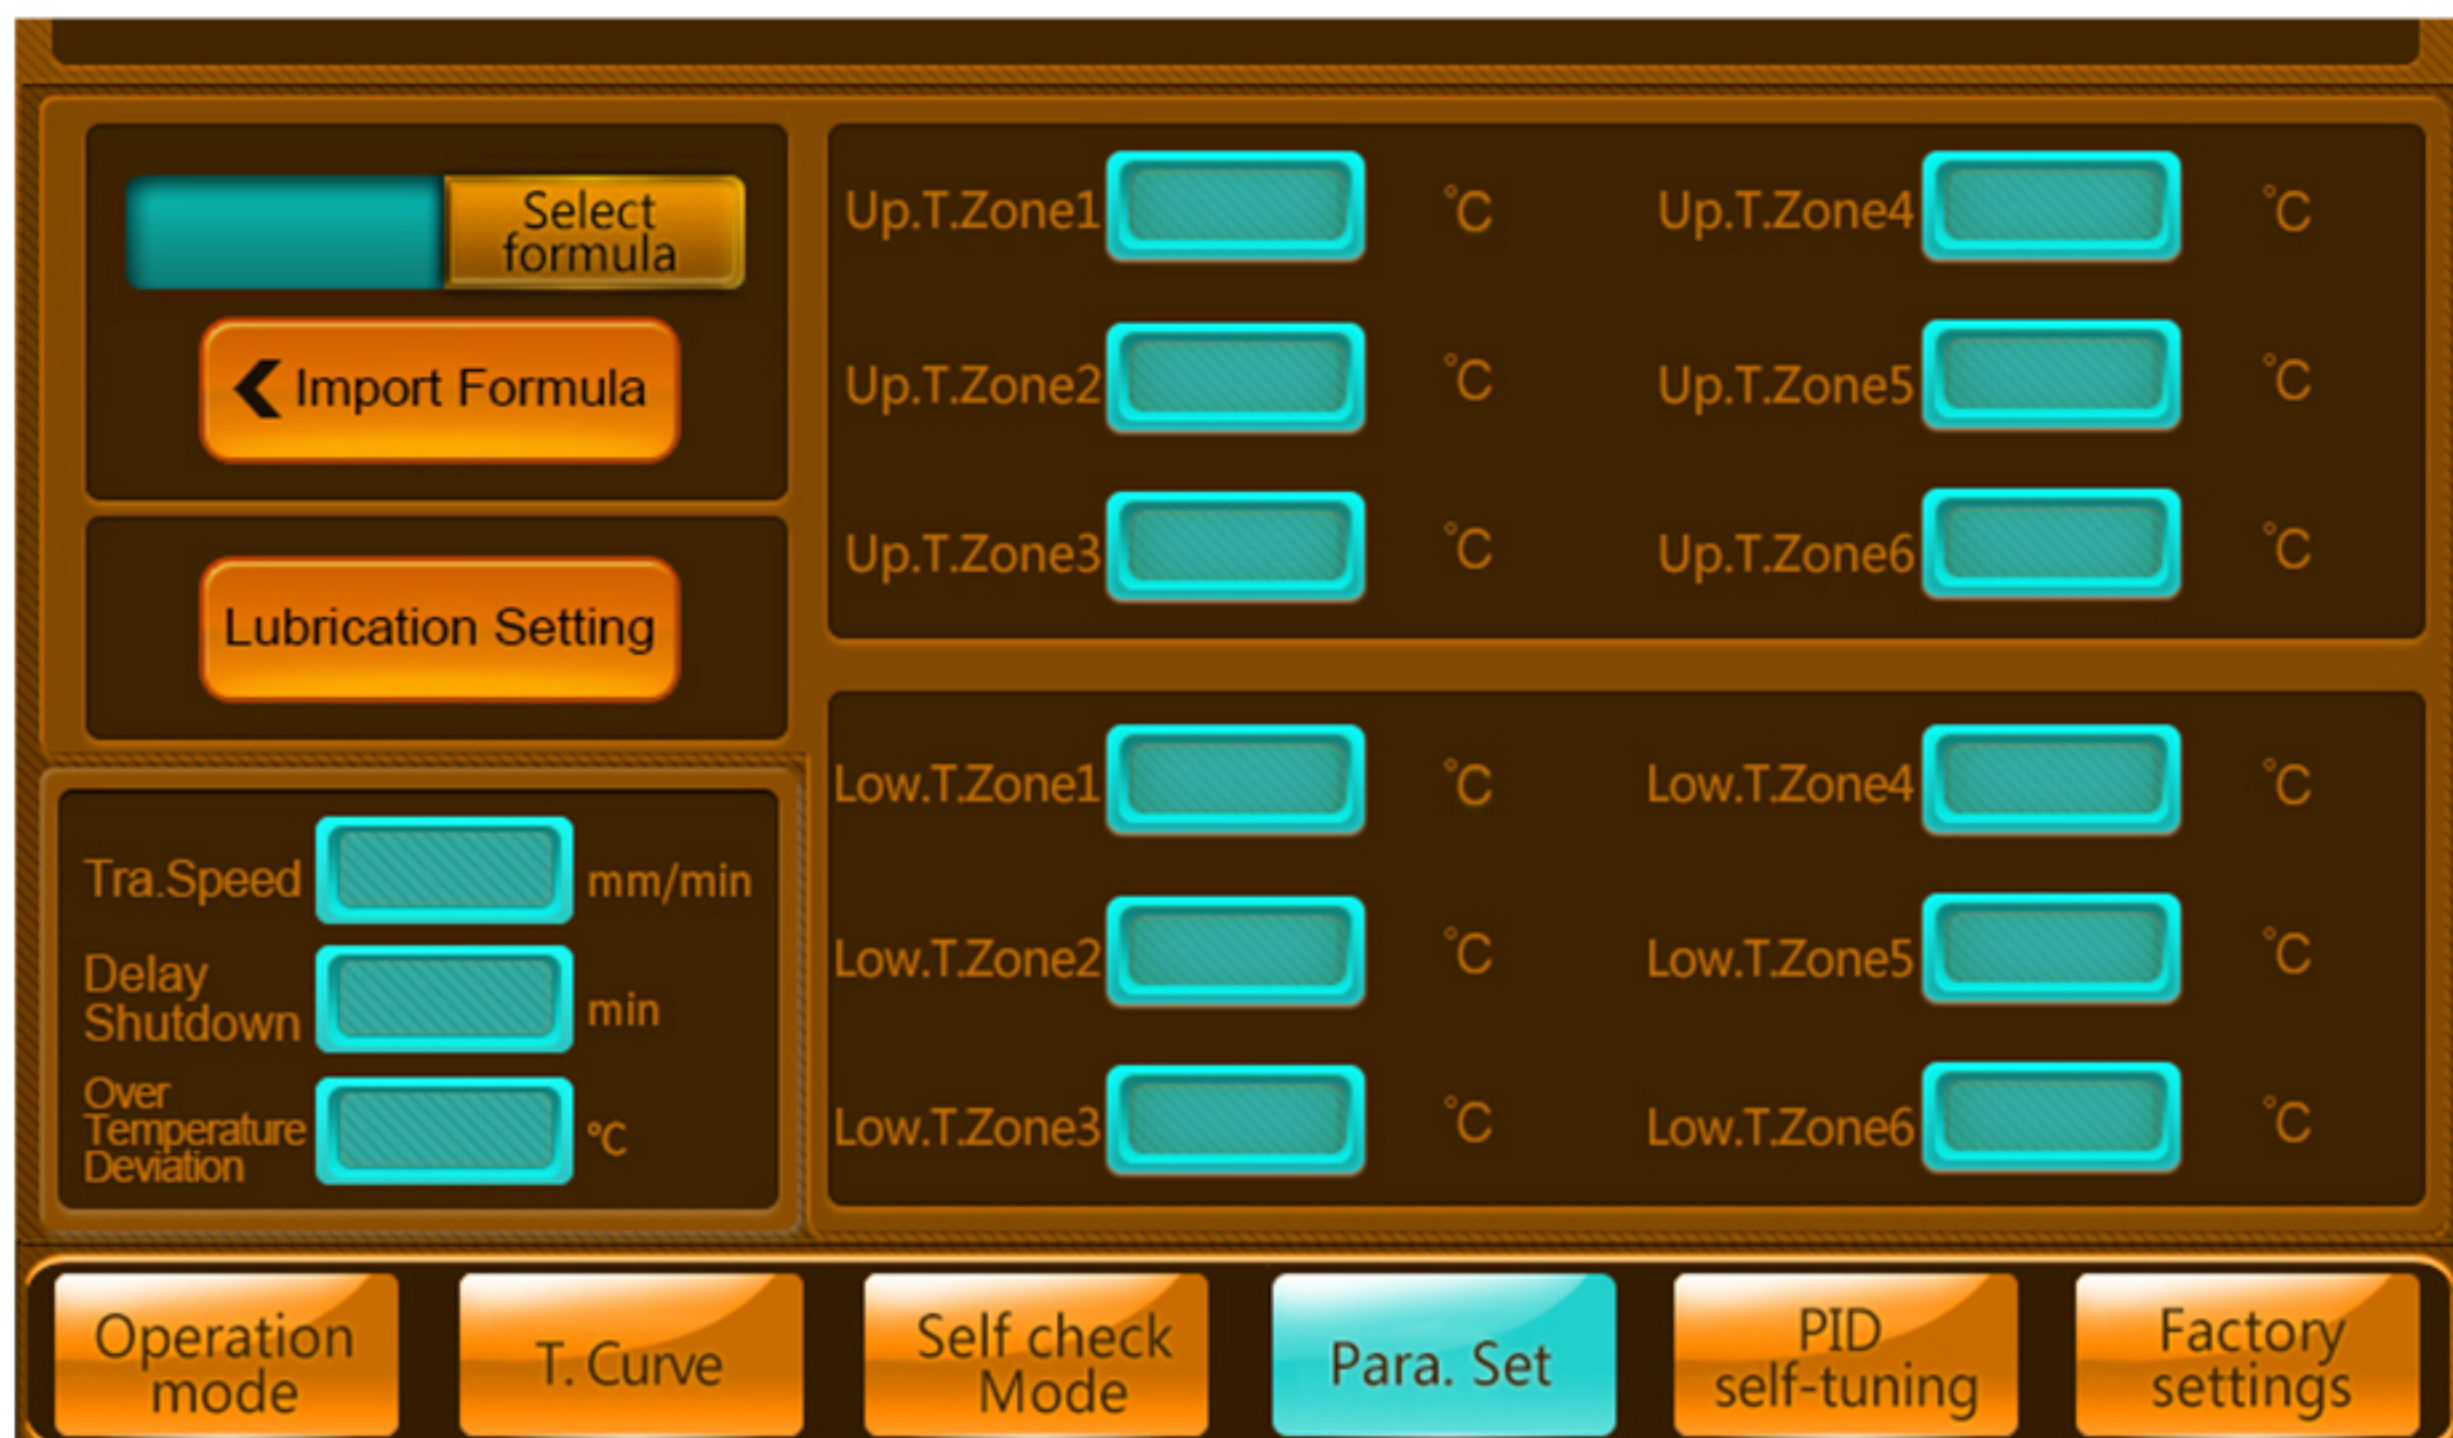 Select
formula
Import Formula
Lubrication Setting
Tra.Speed mm/min
Delay
Shutdown min
Over
Temperature
Deviation °C
Up.T.Zone1 °C Up.T.Zone4 °C
Up.T.Zone2 °C Up.T.Zone5 °C
Up.T.Zone3 °C Up.T.Zone6 °C
Low.T.Zone1 °C Low.T.Zone4 °C
Low.T.Zone2 °C Low.T.Zone5 °C
Low.T.Zone3 °C Low.T.Zone6 °C
Operation
mode
T. Curve
Self check
Mode
Para. Set
PID
self-tuning
Factory
settings